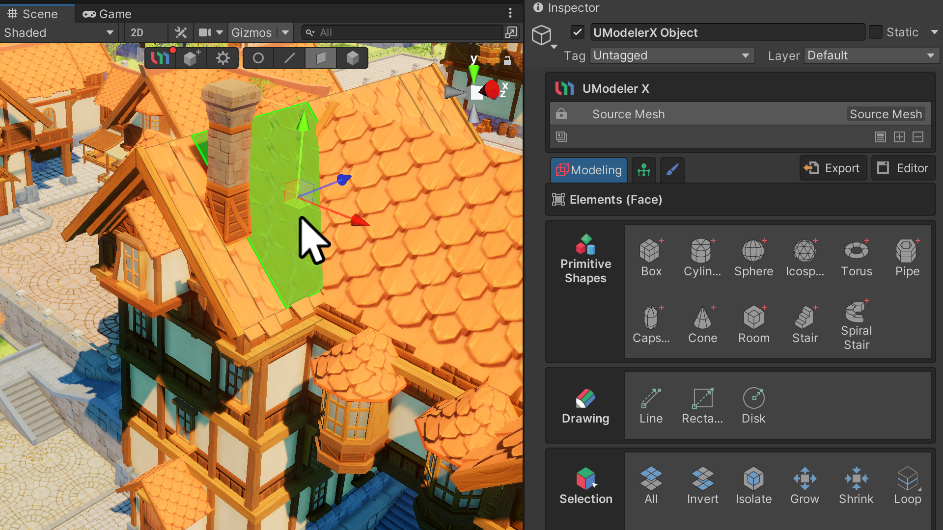 Scene
Game
Shaded
2D
Gizmos
All
y
x
z
Inspector
UModelerX Object
Static
Tag
Untagged
Layer
Default
UModeler X
Source Mesh
Source Mesh
Modeling
Export
Editor
Elements (Face)
Primitive
Shapes
Box
Cylin...
Sphere
Icosp...
Torus
Pipe
Caps...
Cone
Room
Stair
Spiral
Stair
Drawing
Line
Recta...
Disk
Selection
All
Invert
Isolate
Grow
Shrink
Loop